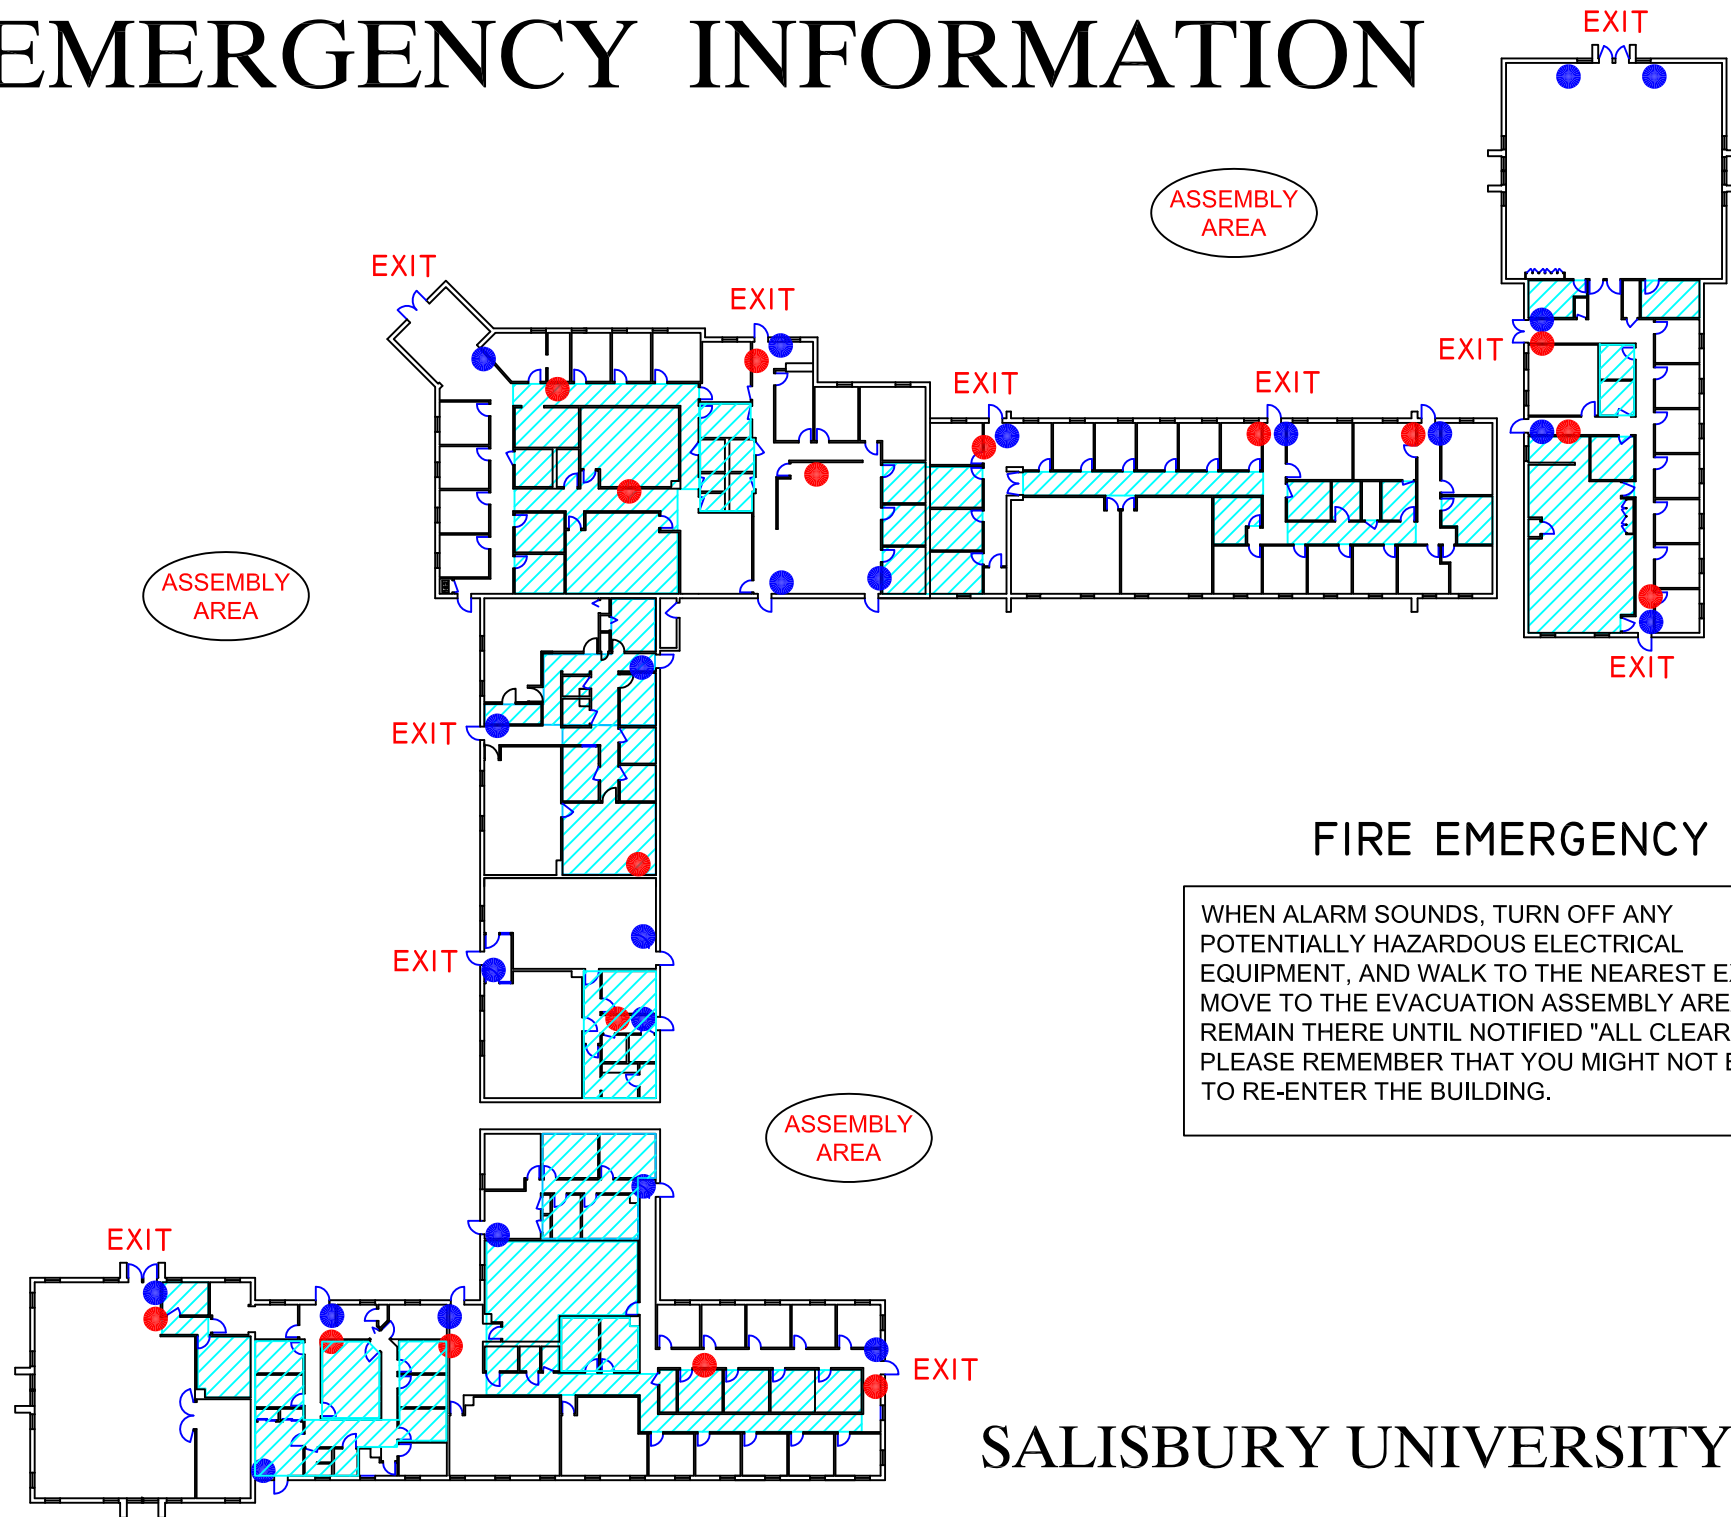 EMERGENCY INFORMATION
EXIT
ASSEMBLY
AREA
EXIT
EXIT
EXIT
EXIT
EXIT
ASSEMBLY
AREA
EXIT
EXIT
FIRE EMERGENCY
WHEN ALARM SOUNDS, TURN OFF ANY
POTENTIALLY HAZARDOUS ELECTRICAL
EQUIPMENT, AND WALK TO THE NEAREST
MOVE TO THE EVACUATION ASSEMBLY
REMAIN THERE UNTIL NOTIFIED "ALL CLEAR
PLEASE REMEMBER THAT YOU MIGHT NOT
TO RE-ENTER THE BUILDING.
EXIT
ASSEMBLY
AREA
EXIT
EXIT
SALISBURY UNIVERSITY